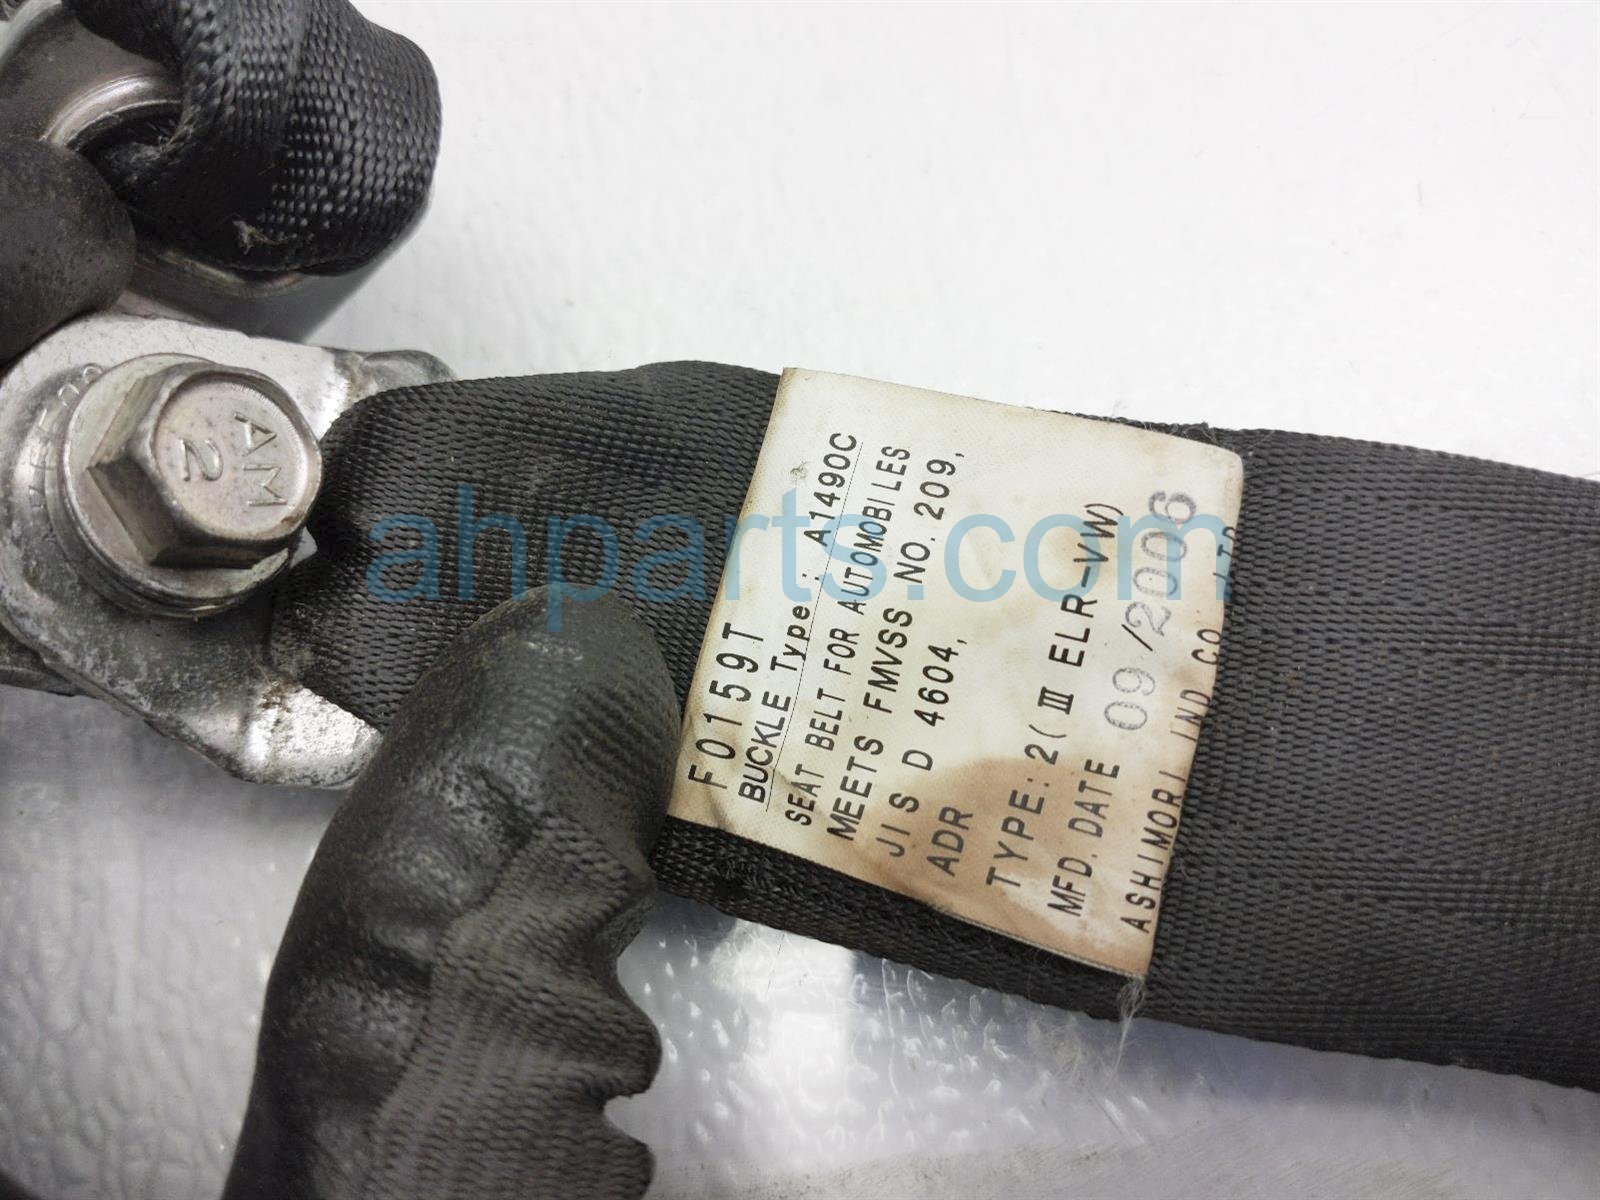 AM
2
F0159T
BUCKLE Type: A1490C
SEAT BELT FOR AUTOMOBILES
MEETS FMVSS NO. 209,
JIS D 4604,
ADR
TYPE: 2(III ELR-VW)
MFD. DATE 09/2006
ASHIMORI IND CO., LTD
ahparts.com